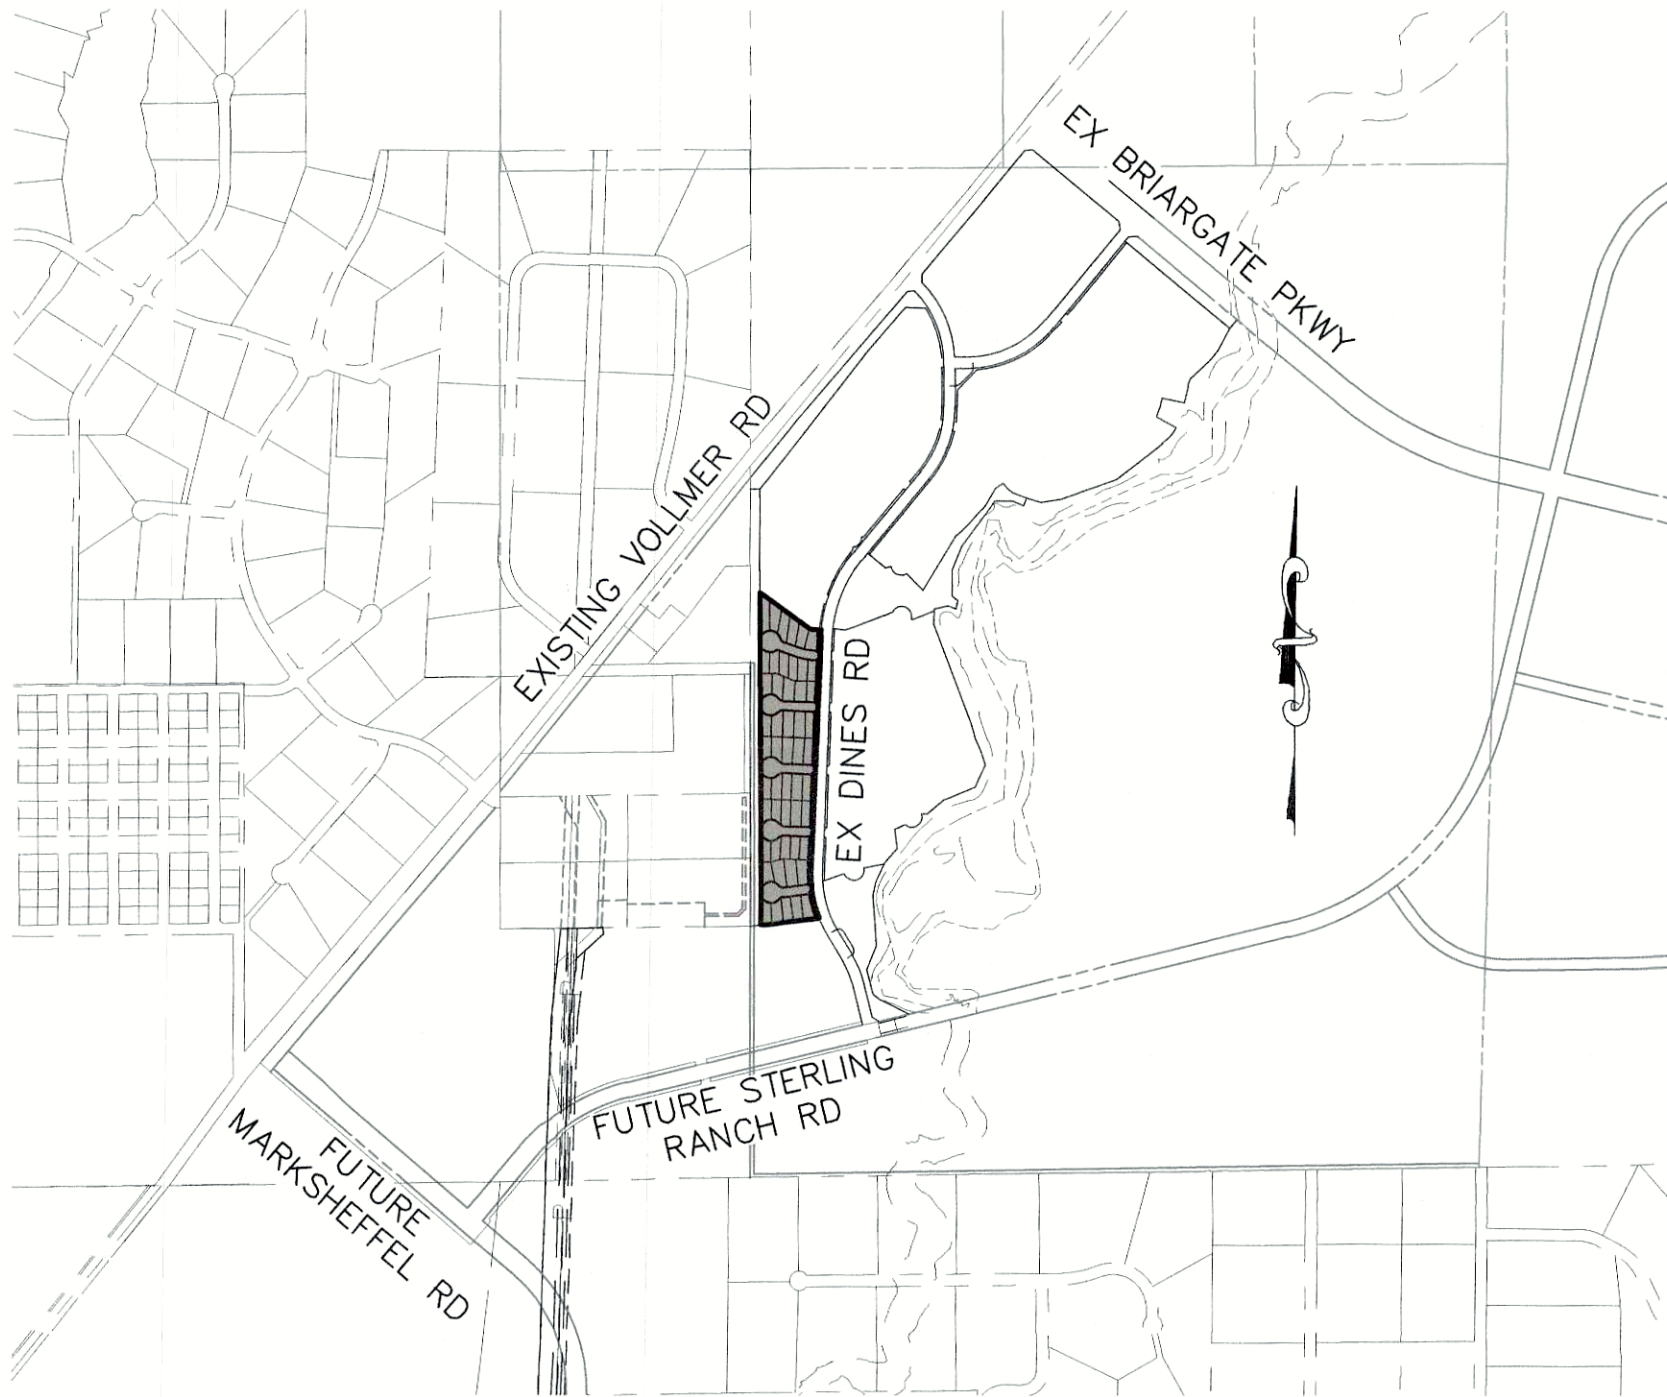 EX BRIARGATE PKWY
EXISTING VOLLMER RD
EX DINES RD
FUTURE STERLING
RANCH RD
FUTURE
MARKSHEFFEL RD